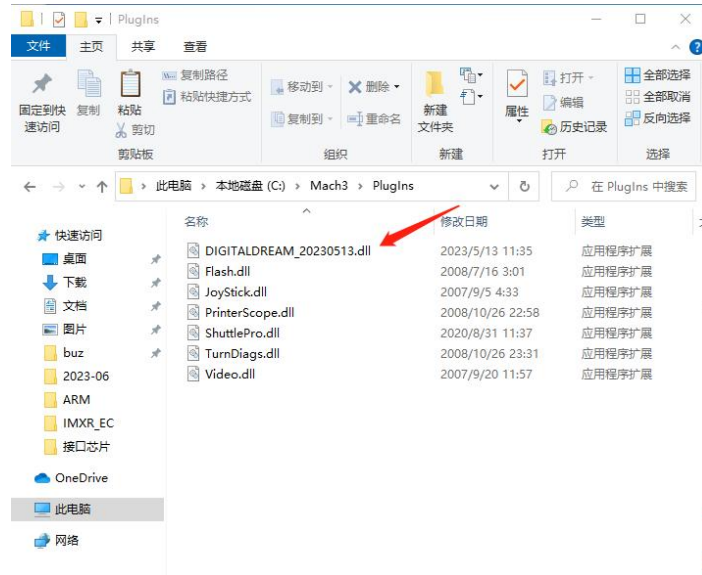 PlugIns
文件 主页 共享 查看
固定到快速访问 复制 粘贴 复制路径 粘贴快捷方式 剪切 移动到 复制到 删除 重命名 新建文件夹 属性 打开 编辑 历史记录 全部选择 全部取消 反向选择
剪贴板 组织 新建 打开 选择
此电脑 > 本地磁盘 (C:) > Mach3 > PlugIns 在 PlugIns 中搜索
名称 修改日期 类型
快速访问
桌面
下载
文档
图片
buz
2023-06
ARM
IMXR_EC
接口芯片
OneDrive
此电脑
网络
DIGITALDREAM_20230513.dll 2023/5/13 11:35 应用程序扩展
Flash.dll 2008/7/16 3:01 应用程序扩展
JoyStick.dll 2007/9/5 4:33 应用程序扩展
PrinterScope.dll 2008/10/26 22:58 应用程序扩展
ShuttlePro.dll 2020/8/31 11:37 应用程序扩展
TurnDiags.dll 2008/10/26 23:31 应用程序扩展
Video.dll 2007/9/20 11:57 应用程序扩展